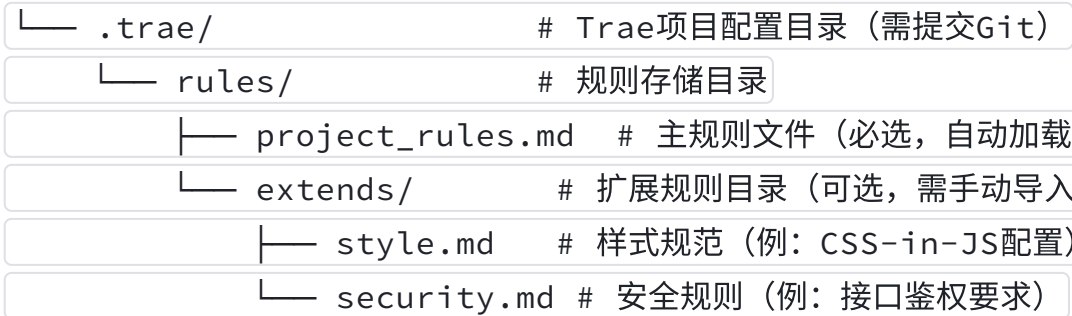 └── .trae/                 # Trae项目配置目录（需提交Git）
    └── rules/             # 规则存储目录
        ├── project_rules.md  # 主规则文件（必选，自动加载
        └── extends/       # 扩展规则目录（可选，需手动导入
            ├── style.md   # 样式规范（例：CSS-in-JS配置）
            └── security.md # 安全规则（例：接口鉴权要求）